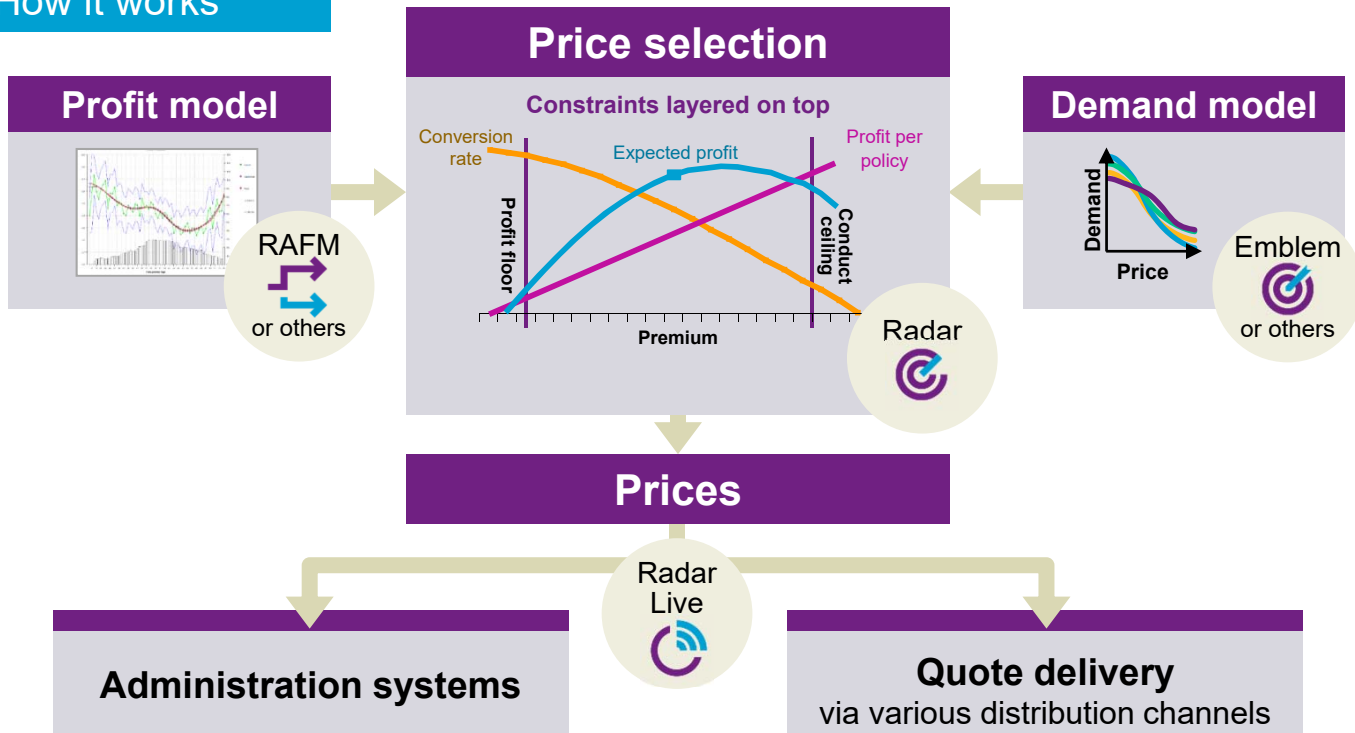 How it works
Price selection
Profit model
Demand model
Constraints layered on top
Conversion
rate
Expected profit
Profit per
policy
Profit floor
Conduct
ceiling
Premium
RAFM
or others
Radar
Demand
Price
Emblem
or others
Prices
Radar
Live
Administration systems
Quote delivery
via various distribution channels